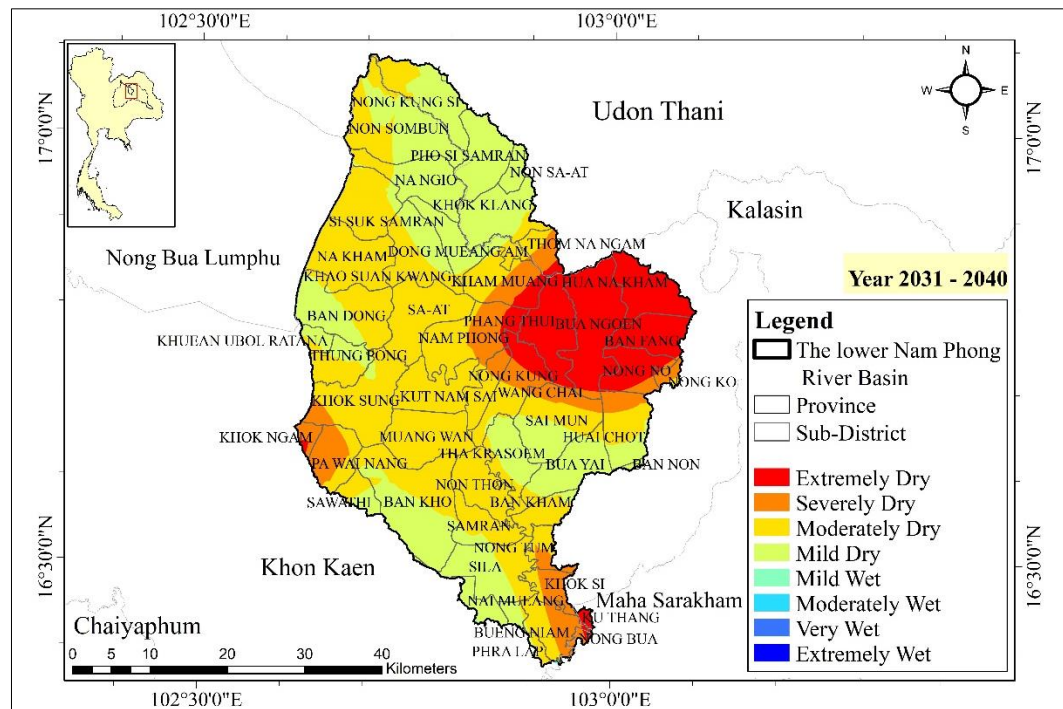 102°30'0"E 103°0'0"E
N
W E
S
17°0'0"N 17°0'0"N
Udon Thani
NONG KUNG SI
NON SOMBUN
PHO SI SAMRAN
NON SA-AT
NA NGIO
KHOK KLANG
Kalasin
SI SUK SAMRAN
THOM NA NGAM
DONG MUEANG AM
Nong Bua Lumphu
NA KHAM
KHAO SUAN KWANG
KHAM MUANG
HUA NA KHAM
Year 2031 - 2040
SA-AT
BAN DONG
PHANG THUI
BUA NGOEN
KHUEAN UBOL RATANA
NAM PHONG
BAN FANG
THUNG PONG
NONG KUNG
NONG NO
NONG KO
KHOK SUNG
KUT NAM SAI
WANG CHAI
SAI MUN
KHOK NGAM
MUANG WAN
HUAI CHOT
THA KRASOEM
PA WAI NANG
BUA YAI
BAN NON
NON THON
SAWATHI
BAN KHO
BAN KHAM
SAMRAN
NONG TUM
16°30'0"N 16°30'0"N
Khon Kaen
SILA
KHOK SI
NAI MUEANG
Maha Sarakham
KU THANG
Chaiyaphum
BUENG NIAM
NONG BUA
PHRA LAP
0 5 10 20 30 40
Kilometers
102°30'0"E 103°0'0"E
Legend
The lower Nam Phong
River Basin
Province
Sub-District
Extremely Dry
Severely Dry
Moderately Dry
Mild Dry
Mild Wet
Moderately Wet
Very Wet
Extremely Wet